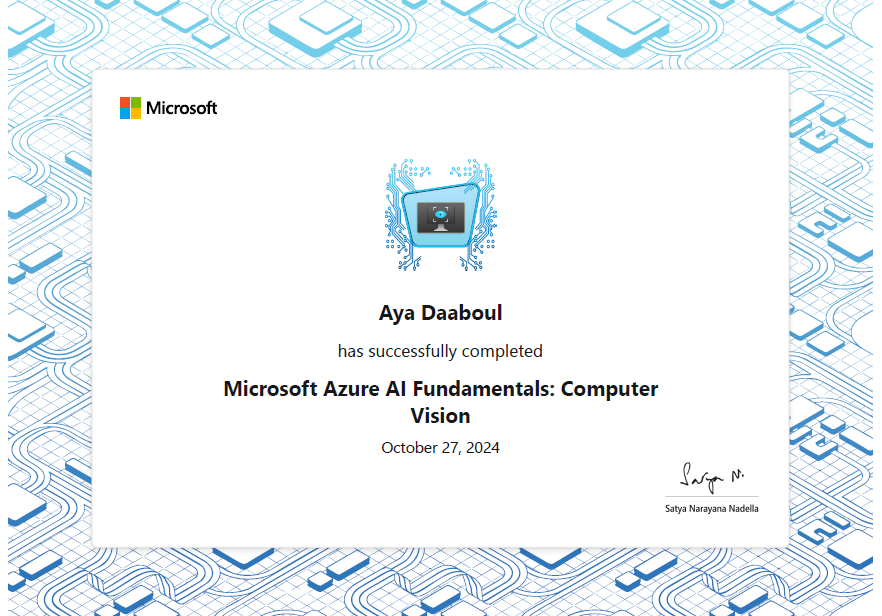 Microsoft
Aya Daaboul
has successfully completed
Microsoft Azure AI Fundamentals: Computer
Vision
October 27, 2024
Satya N.
Satya Narayana Nadella